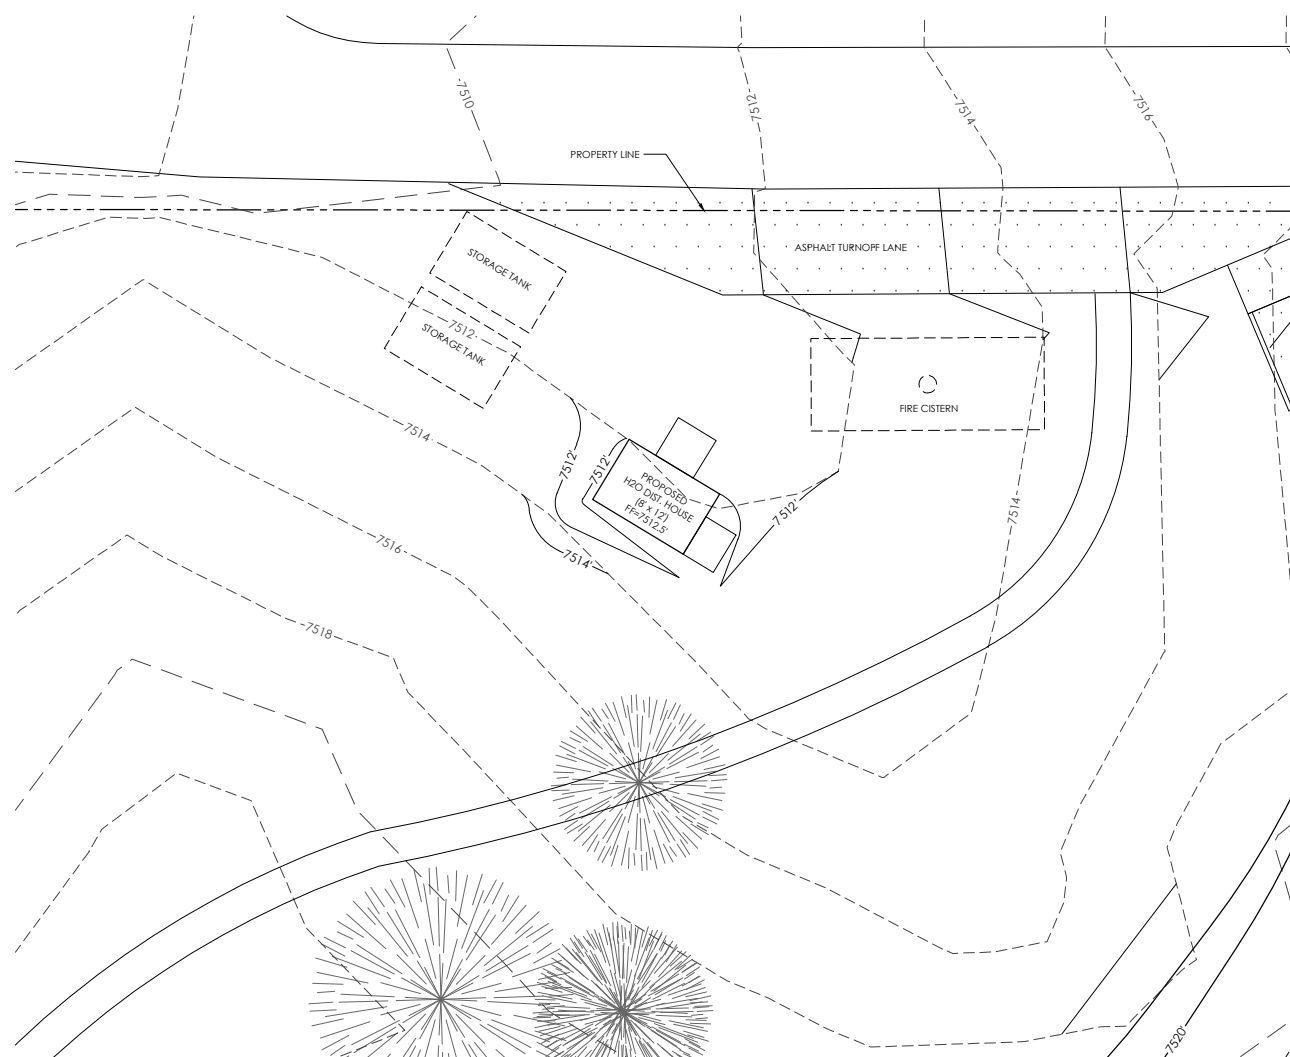 7510
7512
7514
7516
PROPERTY LINE
ASPHALT TURNOFF LANE
STORAGE TANK
7512
STORAGE TANK
FIRE CISTERN
7514
7512'
7512'
PROPOSED
H2O DIST. HOUSE
(8' x 12')
FF=7512.5'
7512'
7514
7516
7514'
7518
7520'